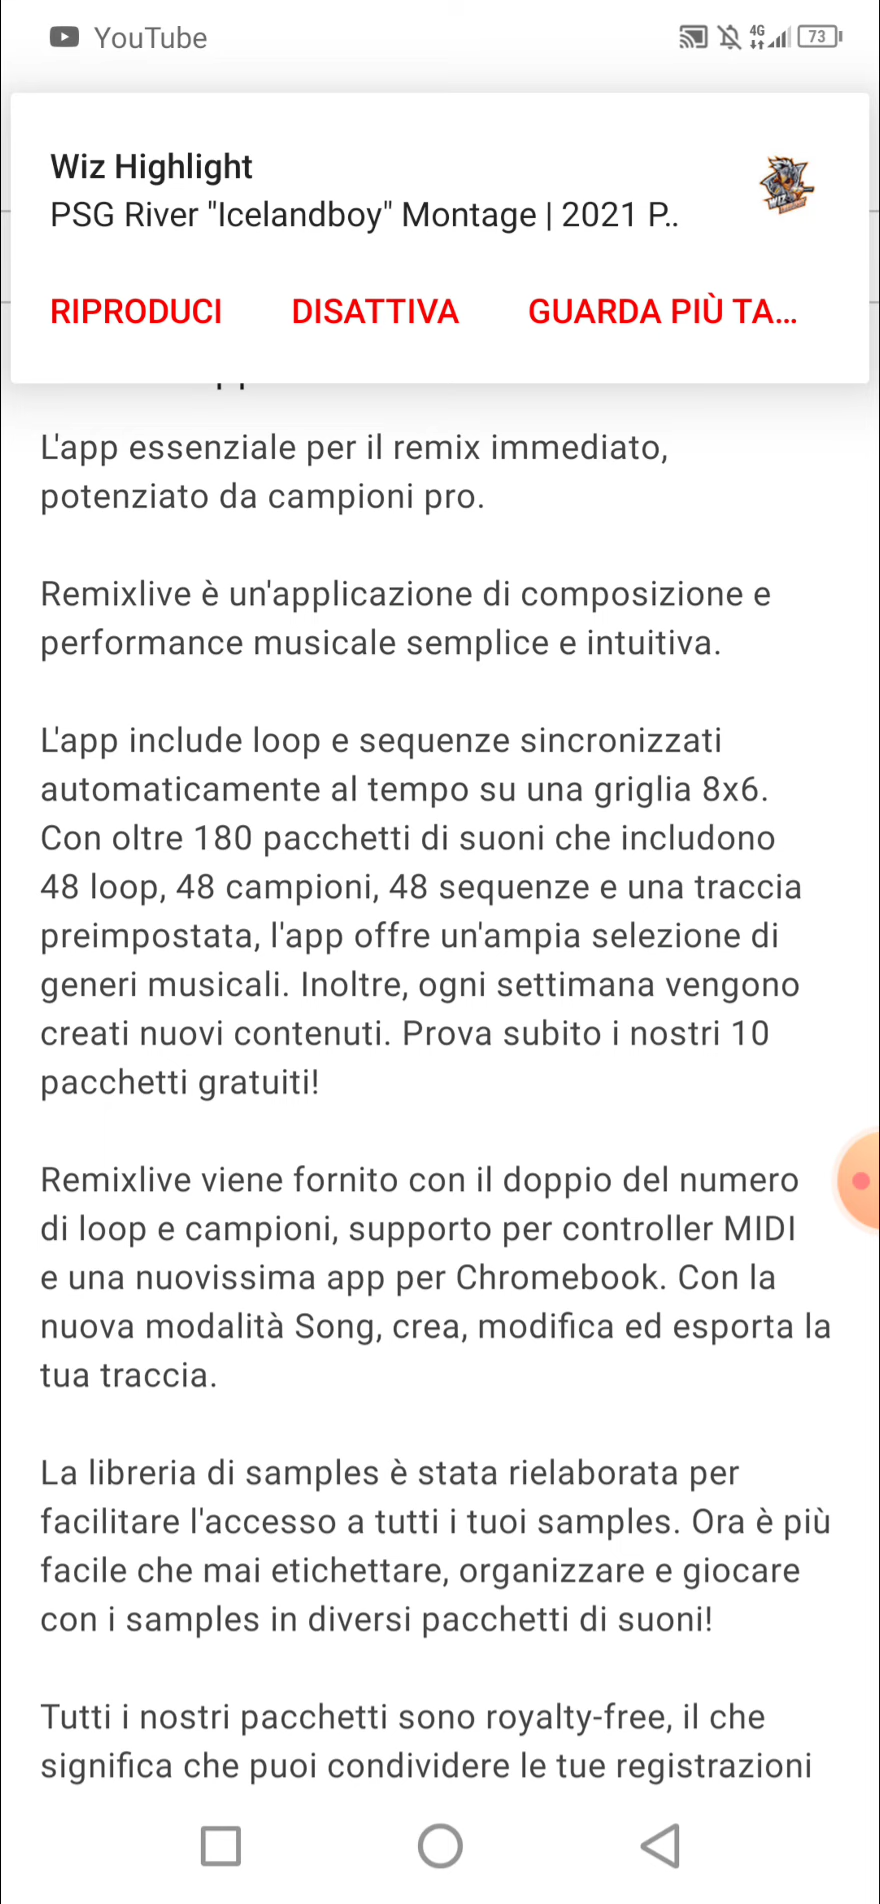 YouTube
4G
73
Wiz Highlight
PSG River "Icelandboy" Montage | 2021 P..
RIPRODUCI DISATTIVA GUARDA PIÙ TA...
L'app essenziale per il remix immediato,
potenziato da campioni pro.
Remixlive è un'applicazione di composizione e
performance musicale semplice e intuitiva.
L'app include loop e sequenze sincronizzati
automaticamente al tempo su una griglia 8x6.
Con oltre 180 pacchetti di suoni che includono
48 loop, 48 campioni, 48 sequenze e una traccia
preimpostata, l'app offre un'ampia selezione di
generi musicali. Inoltre, ogni settimana vengono
creati nuovi contenuti. Prova subito i nostri 10
pacchetti gratuiti!
Remixlive viene fornito con il doppio del numero
di loop e campioni, supporto per controller MIDI
e una nuovissima app per Chromebook. Con la
nuova modalità Song, crea, modifica ed esporta la
tua traccia.
La libreria di samples è stata rielaborata per
facilitare l'accesso a tutti i tuoi samples. Ora è più
facile che mai etichettare, organizzare e giocare
con i samples in diversi pacchetti di suoni!
Tutti i nostri pacchetti sono royalty-free, il che
significa che puoi condividere le tue registrazioni